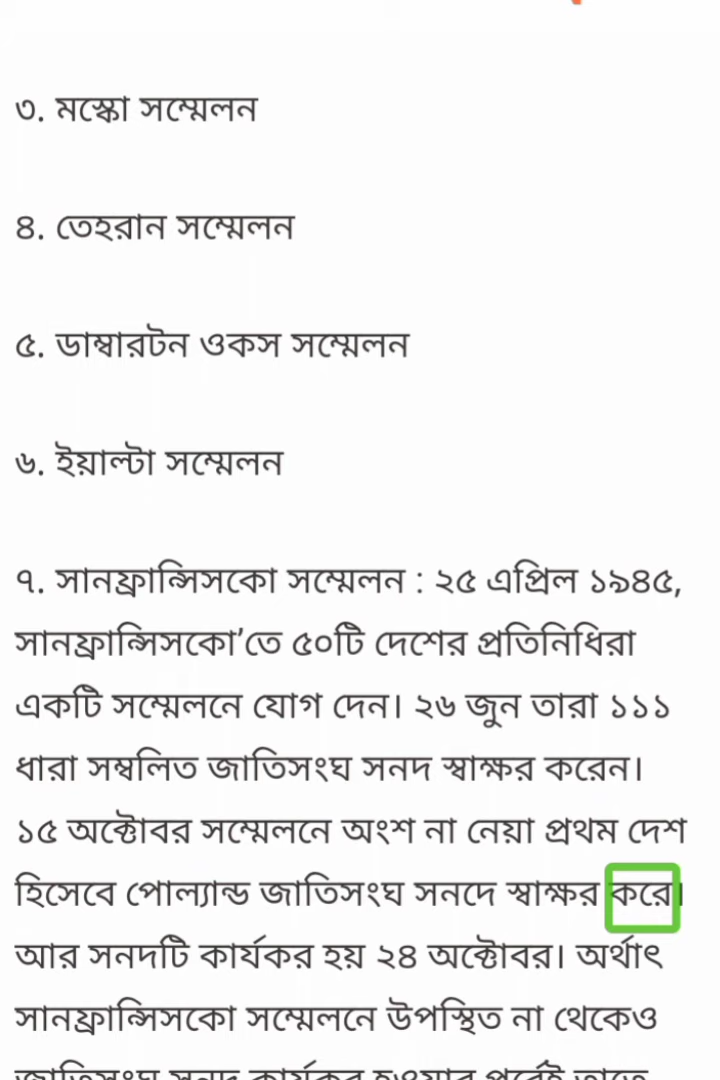 ৩. মস্কো সম্মেলন
৪. তেহরান সম্মেলন
৫. ডাম্বারটন ওকস সম্মেলন
৬. ইয়াল্টা সম্মেলন
৭. সানফ্রান্সিসকো সম্মেলন : ২৫ এপ্রিল ১৯৪৫,
সানফ্রান্সিসকো'তে ৫০টি দেশের প্রতিনিধিরা
একটি সম্মেলনে যোগ দেন। ২৬ জুন তারা ১১১
ধারা সম্বলিত জাতিসংঘ সনদ স্বাক্ষর করেন।
১৫ অক্টোবর সম্মেলনে অংশ না নেয়া প্রথম দেশ
হিসেবে পোল্যান্ড জাতিসংঘ সনদে স্বাক্ষর করে।
আর সনদটি কার্যকর হয় ২৪ অক্টোবর। অর্থাৎ
সানফ্রান্সিসকো সম্মেলনে উপস্থিত না থেকেও
জাতিসংঘ সনদ কার্যকর হওয়ার পূর্বেই তাতে